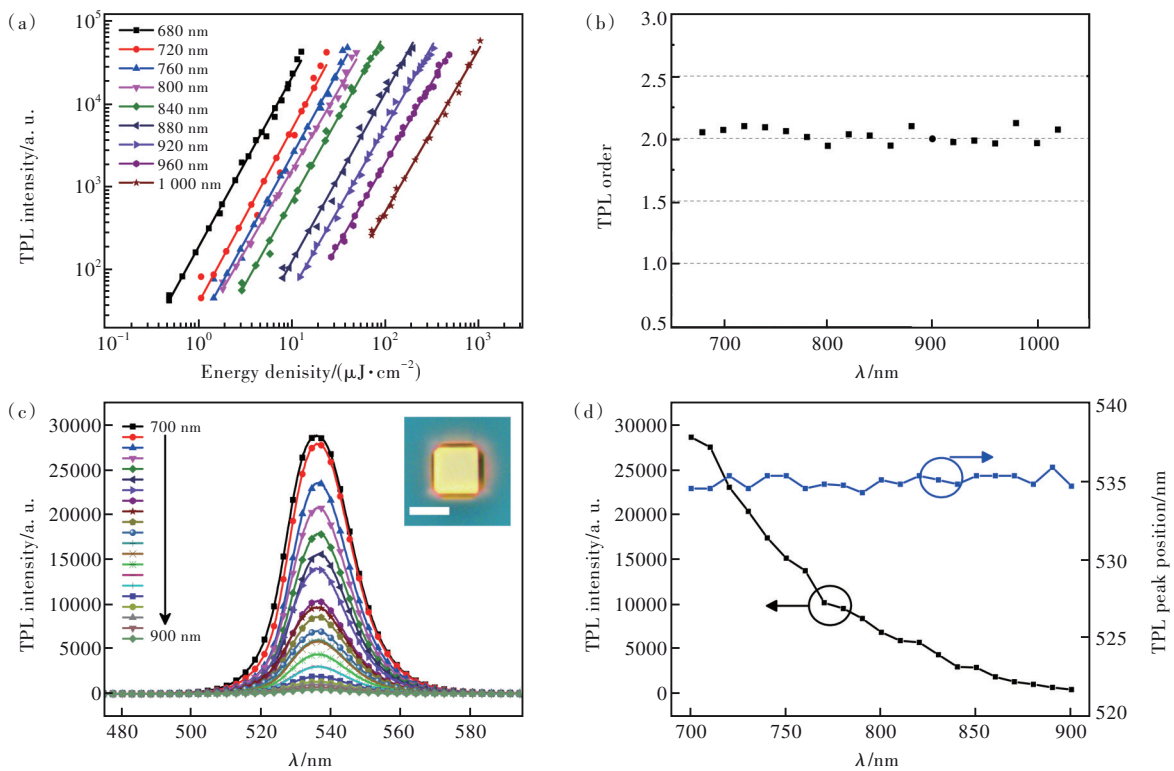 (a)
TPL intensity/a. u.
10^5
10^4
10^3
10^2
680 nm
720 nm
760 nm
800 nm
840 nm
880 nm
920 nm
960 nm
1 000 nm
10^-1
10^0
10^1
10^2
10^3
Energy denisity/(μJ·cm^-2)
(b)
TPL order
3.0
2.5
2.0
1.5
1.0
0.5
700
800
900
1000
λ/nm
(c)
TPL intensity/a. u.
30000
25000
20000
15000
10000
5000
0
700 nm
900 nm
480
500
520
540
560
580
λ/nm
(d)
TPL intensity/a. u.
30000
25000
20000
15000
10000
5000
0
540
535
530
525
520
TPL peak position/nm
700
750
800
850
900
λ/nm